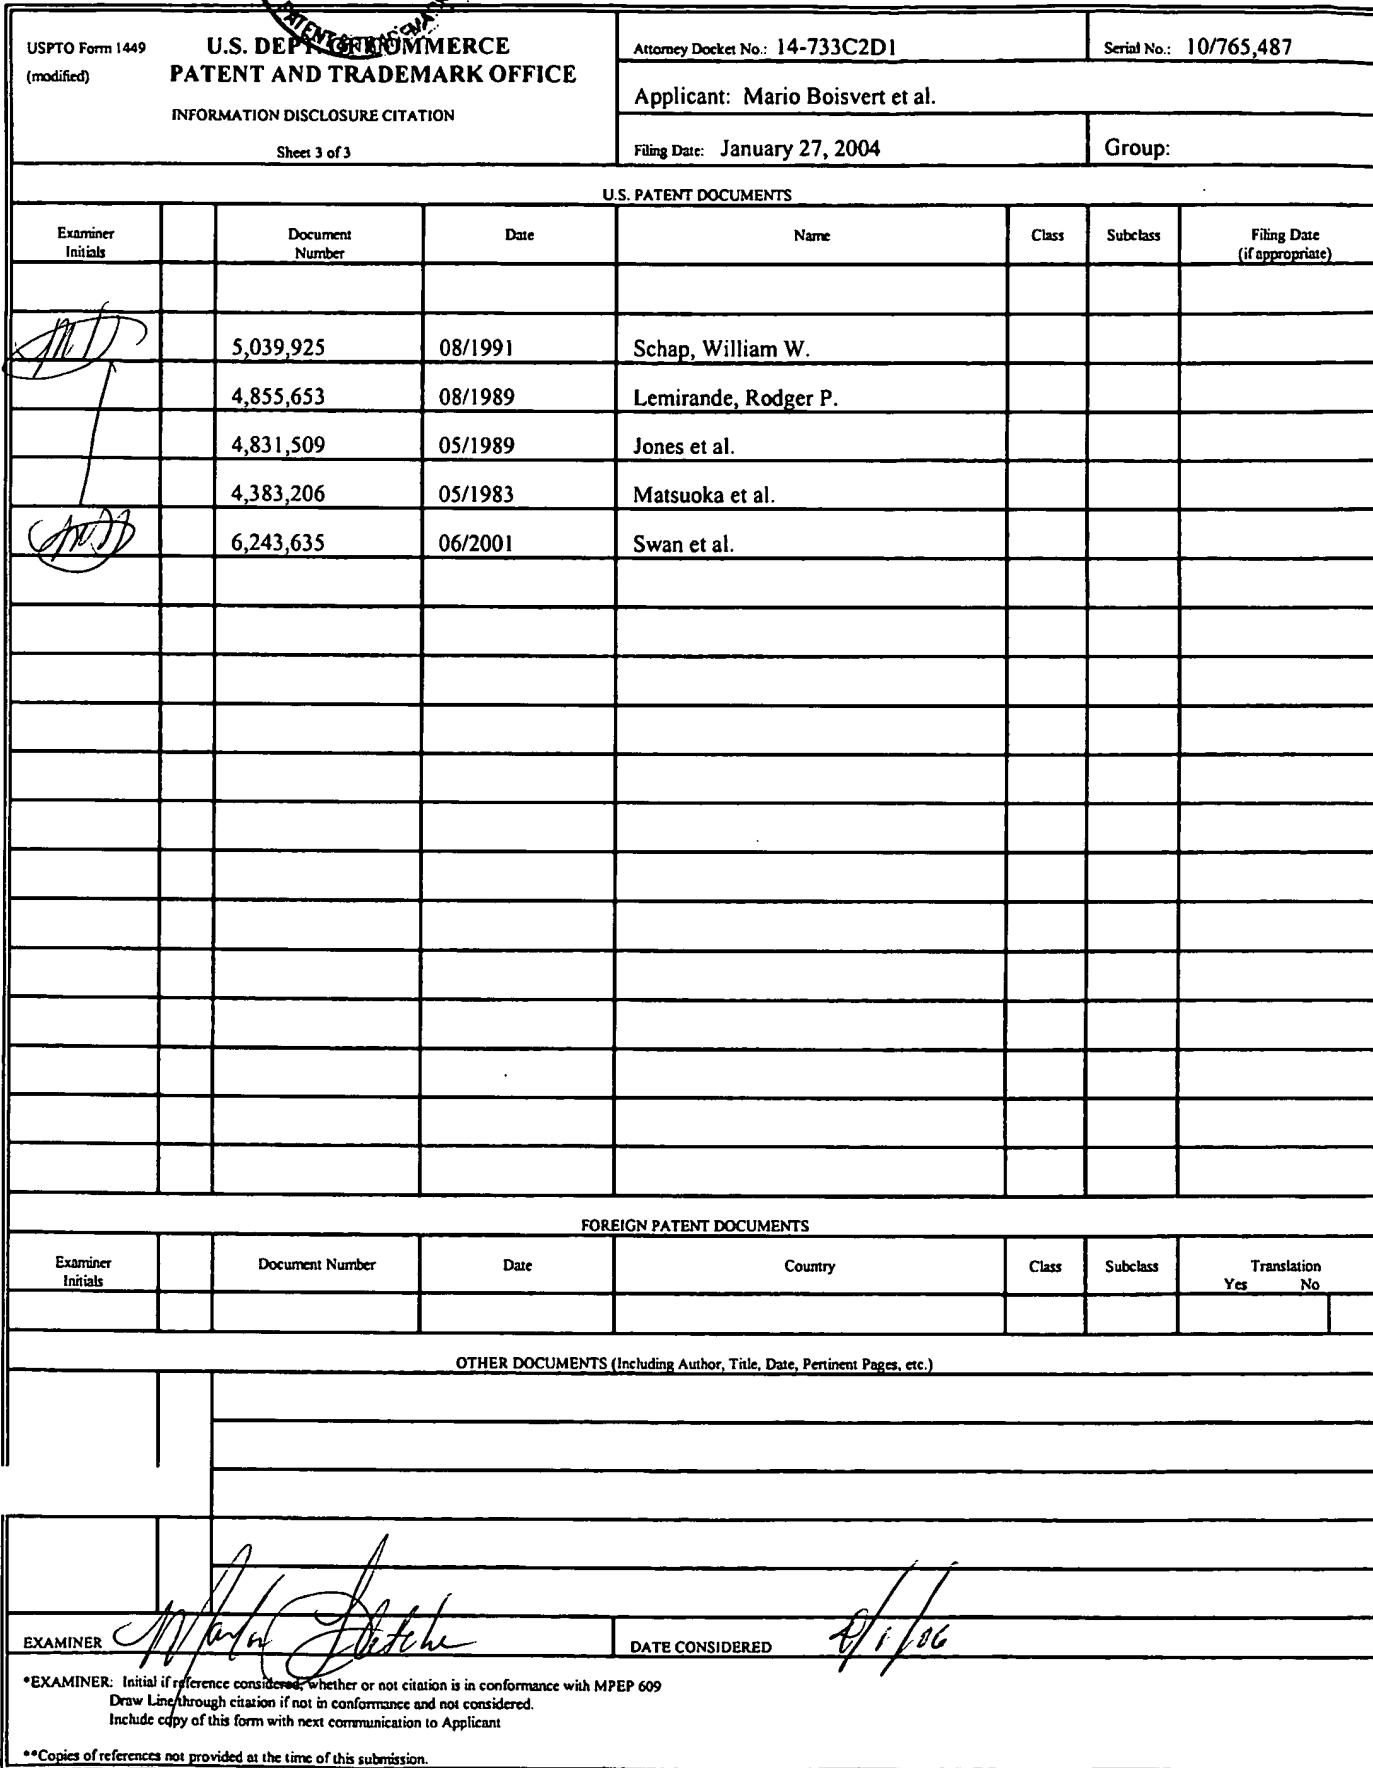 USPTO Form 1449
(modified)
U.S. DEPT. OF COMMERCE
PATENT AND TRADEMARK OFFICE
INFORMATION DISCLOSURE CITATION
Sheet 3 of 3
Attorney Docket No.: 14-733C2D1
Serial No.: 10/765,487
Applicant: Mario Boisvert et al.
Filing Date: January 27, 2004
Group:
U.S. PATENT DOCUMENTS
Examiner Initials Document Number Date Name Class Subclass Filing Date (if appropriate)
5,039,925 08/1991 Schap, William W.
4,855,653 08/1989 Lemirande, Rodger P.
4,831,509 05/1989 Jones et al.
4,383,206 05/1983 Matsuoka et al.
6,243,635 06/2001 Swan et al.
FOREIGN PATENT DOCUMENTS
Examiner Initials Document Number Date Country Class Subclass Translation Yes No
OTHER DOCUMENTS (Including Author, Title, Date, Pertinent Pages, etc.)
EXAMINER
DATE CONSIDERED
*EXAMINER: Initial if reference considered, whether or not citation is in conformance with MPEP 609
Draw Line through citation if not in conformance and not considered.
Include copy of this form with next communication to Applicant
**Copies of references not provided at the time of this submission.